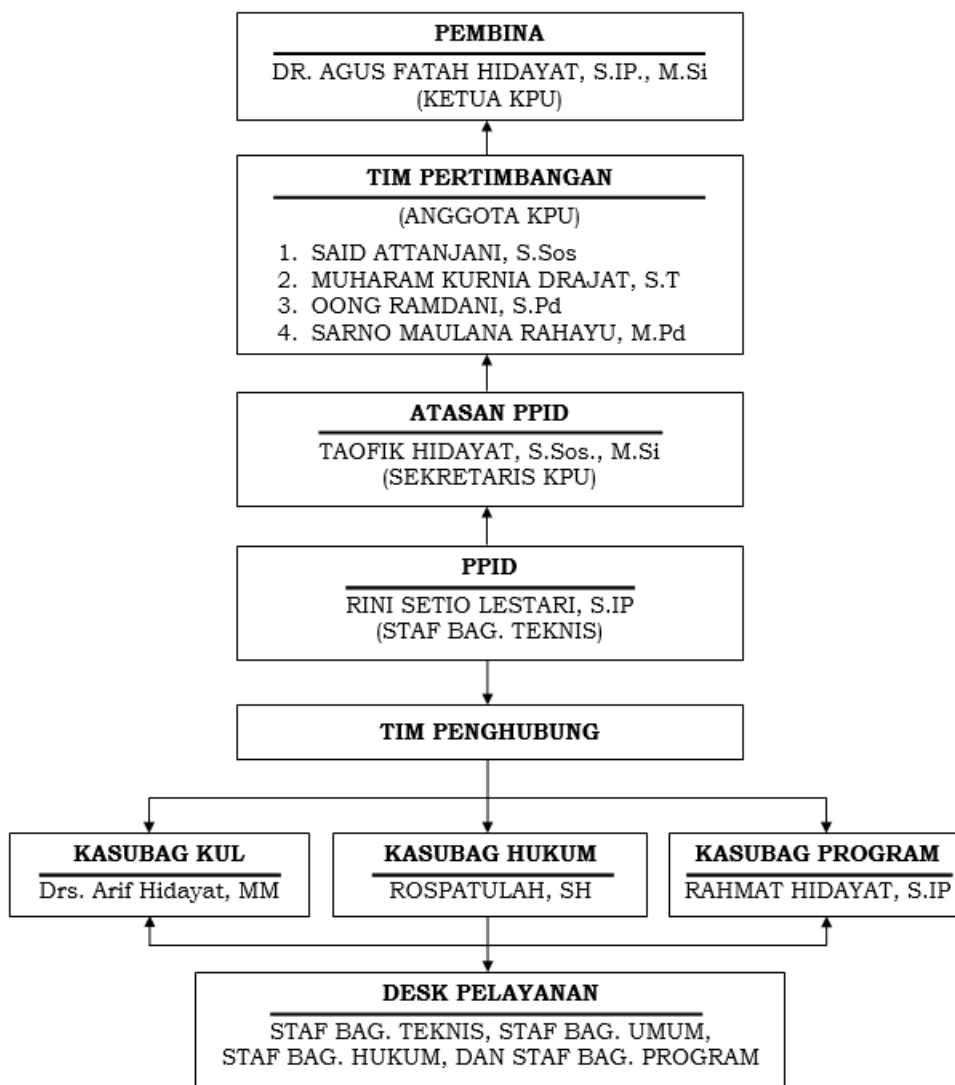 PEMBINA
DR. AGUS FATAH HIDAYAT, S.IP., M.Si
(KETUA KPU)
TIM PERTIMBANGAN
(ANGGOTA KPU)
1. SAID ATTANJANI, S.Sos
2. MUHARAM KURNIA DRAJAT, S.T
3. OONG RAMDANI, S.Pd
4. SARNO MAULANA RAHAYU, M.Pd
ATASAN PPID
TAOFIK HIDAYAT, S.Sos., M.Si
(SEKRETARIS KPU)
PPID
RINI SETIO LESTARI, S.IP
(STAF BAG. TEKNIS)
TIM PENGHUBUNG
KASUBAG KUL
Drs. Arif Hidayat, MM
KASUBAG HUKUM
ROSPATULAH, SH
KASUBAG PROGRAM
RAHMAT HIDAYAT, S.IP
DESK PELAYANAN
STAF BAG. TEKNIS, STAF BAG. UMUM,
STAF BAG. HUKUM, DAN STAF BAG. PROGRAM